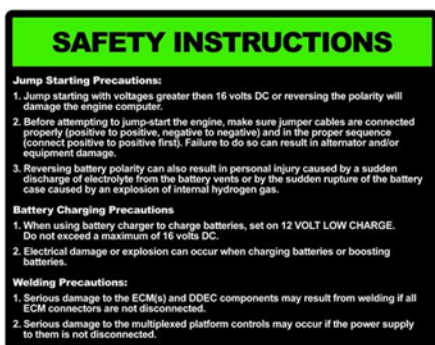 SAFETY INSTRUCTIONS
Jump Starting Precautions:
1. Jump starting with voltages greater then 16 volts DC or reversing the polarity will
damage the engine computer.
2. Before attempting to jump-start the engine, make sure jumper cables are connected
properly (positive to positive, negative to negative) and in the proper sequence
(connect positive to positive first). Failure to do so can result in alternator and/or
equipment damage.
3. Reversing battery polarity can also result in personal injury caused by a sudden
discharge of electrolyte from the battery vents or by the sudden rupture of the battery
case caused by an explosion of internal hydrogen gas.
Battery Charging Precautions
1. When using battery charger to charge batteries, set on 12 VOLT LOW CHARGE.
Do not exceed a maximum of 16 volts DC.
2. Electrical damage or explosion can occur when charging batteries or boosting
batteries.
Welding Precautions:
1. Serious damage to the ECM(s) and DDEC components may result from welding if all
ECM connectors are not disconnected.
2. Serious damage to the multiplexed platform controls may occur if the power supply
to them is not disconnected.